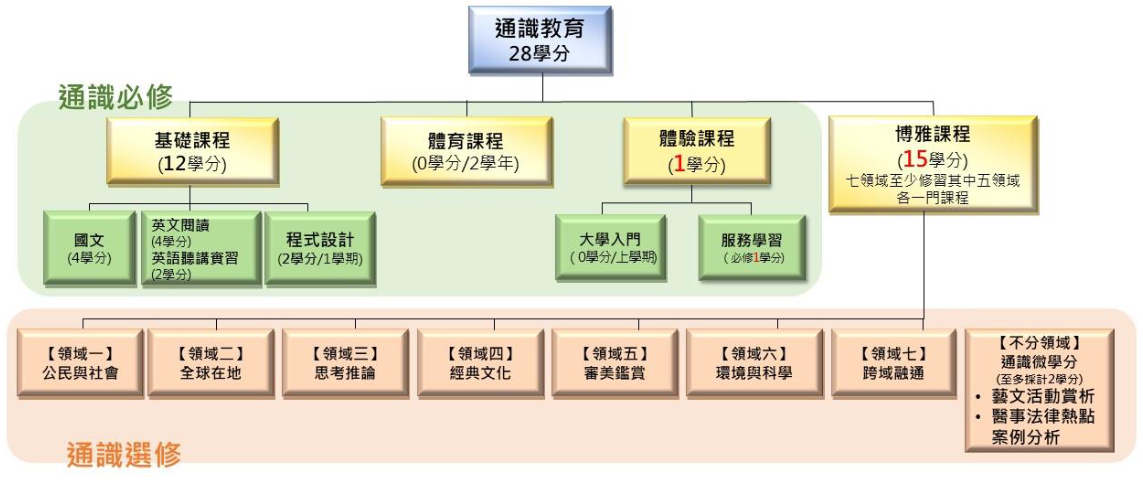 通識教育
28學分
通識必修
基礎課程
(12學分)
體育課程
(0學分/2學年)
體驗課程
(1學分)
博雅課程
(15學分)
七領域至少修習其中五領域
各一門課程
國文
(4學分)
英文閱讀
(4學分)
英語聽講實習
(2學分)
程式設計
(2學分/1學期)
大學入門
( 0學分/上學期)
服務學習
( 必修1學分)
【領域一】
公民與社會
【領域二】
全球在地
【領域三】
思考推論
【領域四】
經典文化
【領域五】
審美鑑賞
【領域六】
環境與科學
【領域七】
跨域融通
【不分領域】
通識微學分
(至多採計2學分)
• 藝文活動賞析
• 醫事法律熱點
案例分析
通識選修